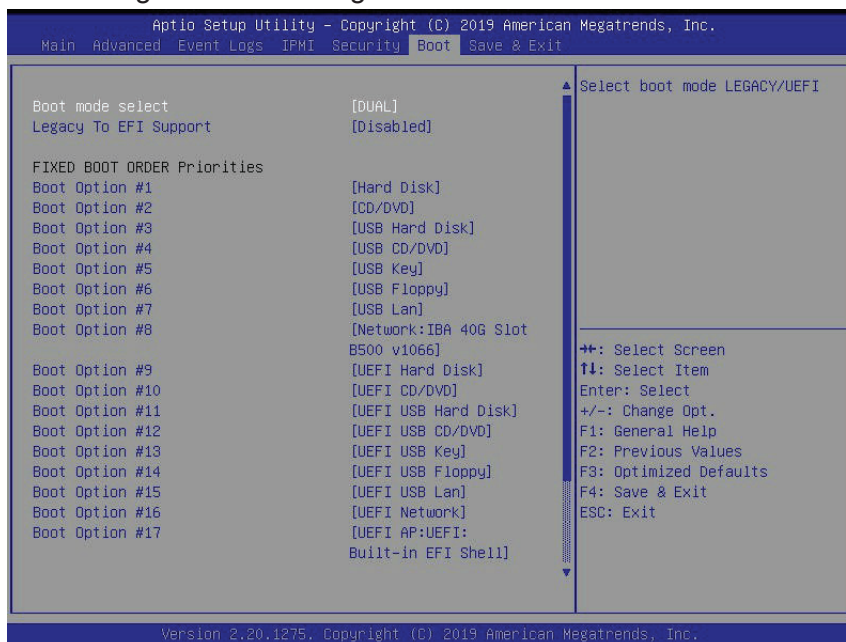 Aptio Setup Utility – Copyright (C) 2019 American Megatrends, Inc.
Main Advanced Event Logs IPMI Security Boot Save & Exit
Boot mode select [DUAL]
Legacy To EFI Support [Disabled]
FIXED BOOT ORDER Priorities
Boot Option #1 [Hard Disk]
Boot Option #2 [CD/DVD]
Boot Option #3 [USB Hard Disk]
Boot Option #4 [USB CD/DVD]
Boot Option #5 [USB Key]
Boot Option #6 [USB Floppy]
Boot Option #7 [USB Lan]
Boot Option #8 [Network:IBA 40G Slot
B500 v1066]
Boot Option #9 [UEFI Hard Disk]
Boot Option #10 [UEFI CD/DVD]
Boot Option #11 [UEFI USB Hard Disk]
Boot Option #12 [UEFI USB CD/DVD]
Boot Option #13 [UEFI USB Key]
Boot Option #14 [UEFI USB Floppy]
Boot Option #15 [UEFI USB Lan]
Boot Option #16 [UEFI Network]
Boot Option #17 [UEFI AP:UEFI:
Built-in EFI Shell]
Select boot mode LEGACY/UEFI
→←: Select Screen
↑↓: Select Item
Enter: Select
+/-: Change Opt.
F1: General Help
F2: Previous Values
F3: Optimized Defaults
F4: Save & Exit
ESC: Exit
Version 2.20.1275. Copyright (C) 2019 American Megatrends, Inc.